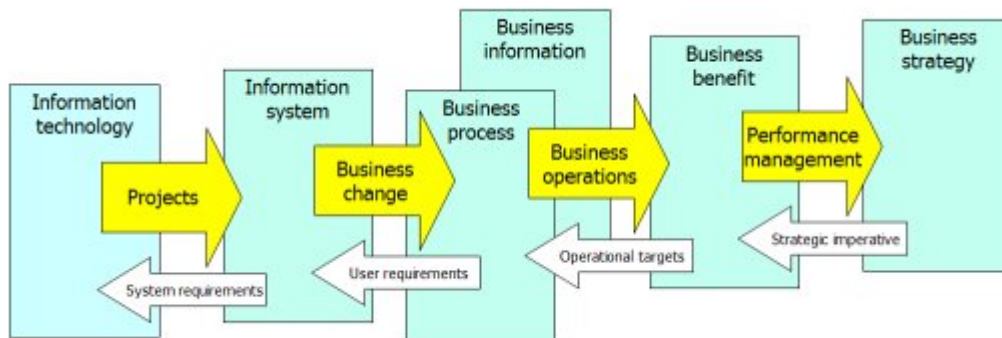 Information
technology
Information
system
Business
information
Business
process
Business
benefit
Business
strategy
Projects
Business
change
Business
operations
Performance
management
System requirements
User requirements
Operational targets
Strategic imperative